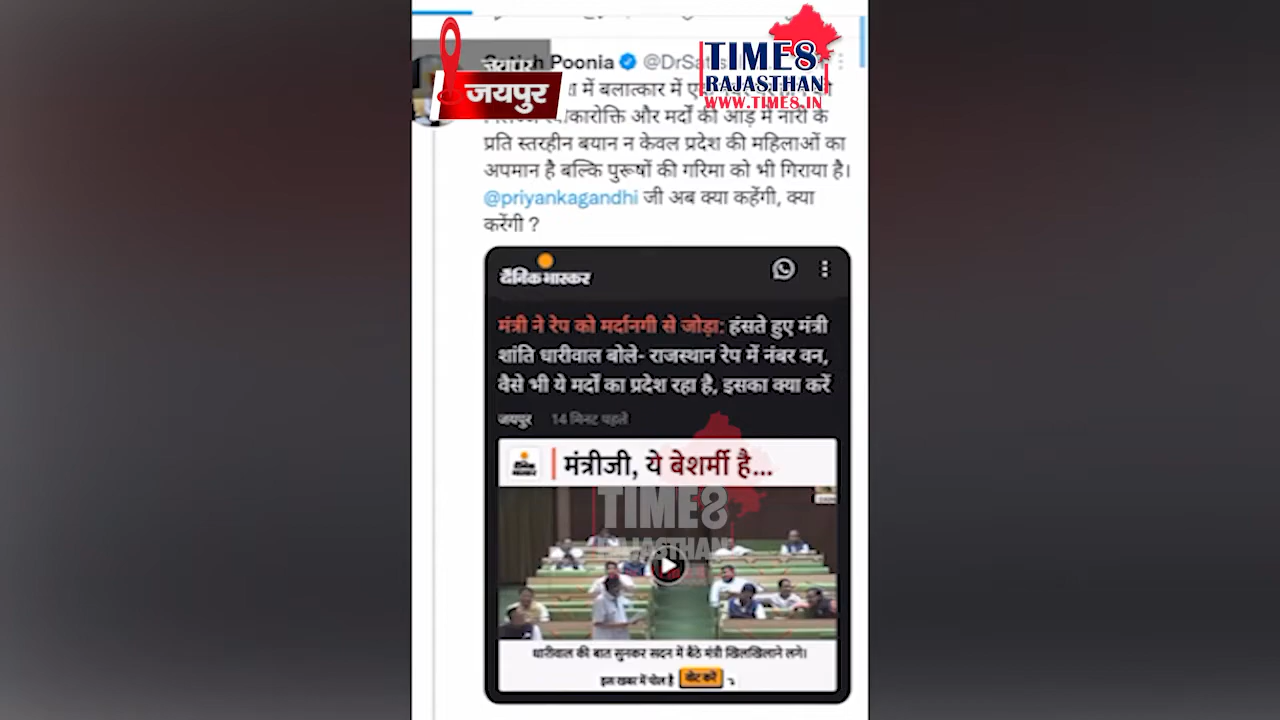 Poonia @DrSa
जयपुर
TIME8
RAJASTHAN
WWW.TIME8.IN
में बलात्कार में
और मर्दों की आड़ में नारी के
प्रति स्तरहीन बयान न केवल प्रदेश की महिलाओं का
अपमान है बल्कि पुरूषों की गरिमा को भी गिराया है।
@priyankagandhi जी अब क्या कहेंगी, क्या
करेंगी ?
दैनिक भास्कर
मंत्री ने रेप को मर्दानगी से जोड़ा: हंसते हुए मंत्री
शांति धारीवाल बोले- राजस्थान रेप में नंबर वन,
वैसे भी ये मर्दों का प्रदेश रहा है, इसका क्या करें
जयपुर 14 मिनट पहले
दैनिक भास्कर
मंत्रीजी, ये बेशर्मी है...
TIME8
RAJASTHAN
धारीवाल की बात सुनकर सदन में बैठे मंत्री खिलखिलाने लगे।
इस खबर में पोल है वोट करें